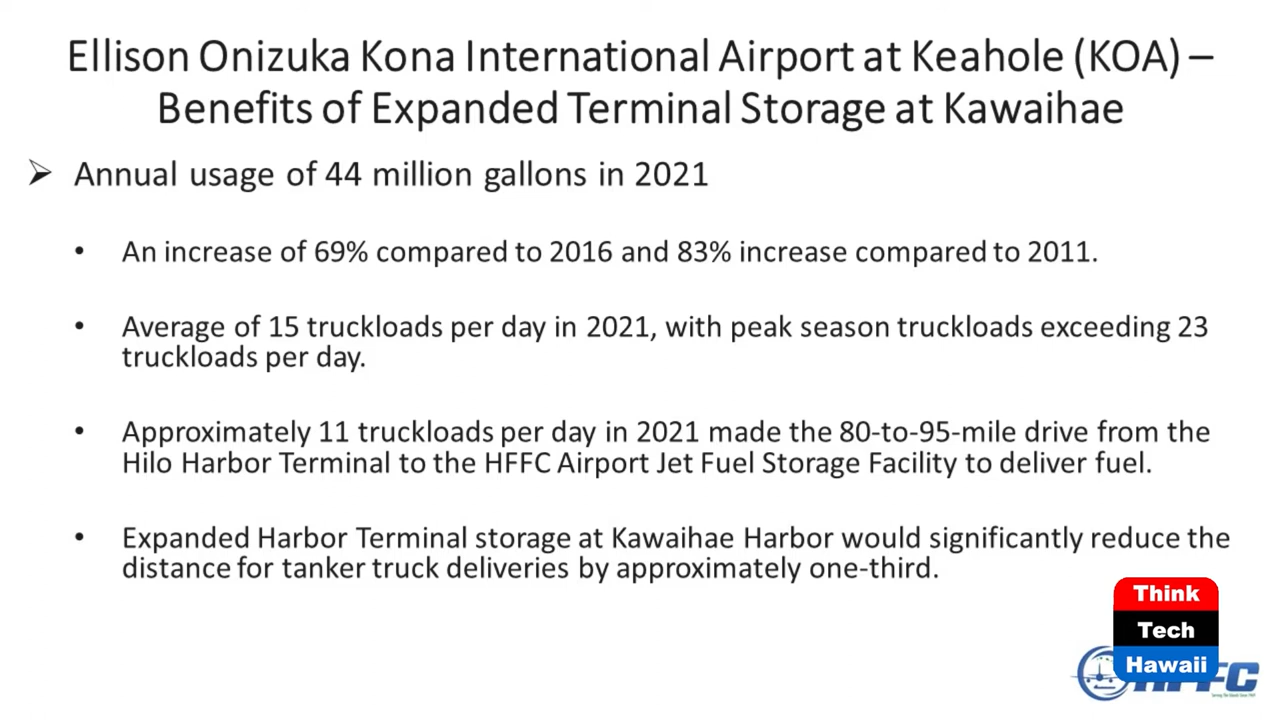 Ellison Onizuka Kona International Airport at Keahole (KOA) –
Benefits of Expanded Terminal Storage at Kawaihae
➢ Annual usage of 44 million gallons in 2021
• An increase of 69% compared to 2016 and 83% increase compared to 2011.
• Average of 15 truckloads per day in 2021, with peak season truckloads exceeding 23
truckloads per day.
• Approximately 11 truckloads per day in 2021 made the 80-to-95-mile drive from the
Hilo Harbor Terminal to the HFFC Airport Jet Fuel Storage Facility to deliver fuel.
• Expanded Harbor Terminal storage at Kawaihae Harbor would significantly reduce the
distance for tanker truck deliveries by approximately one-third.
Think
Tech
Hawaii
HFFC